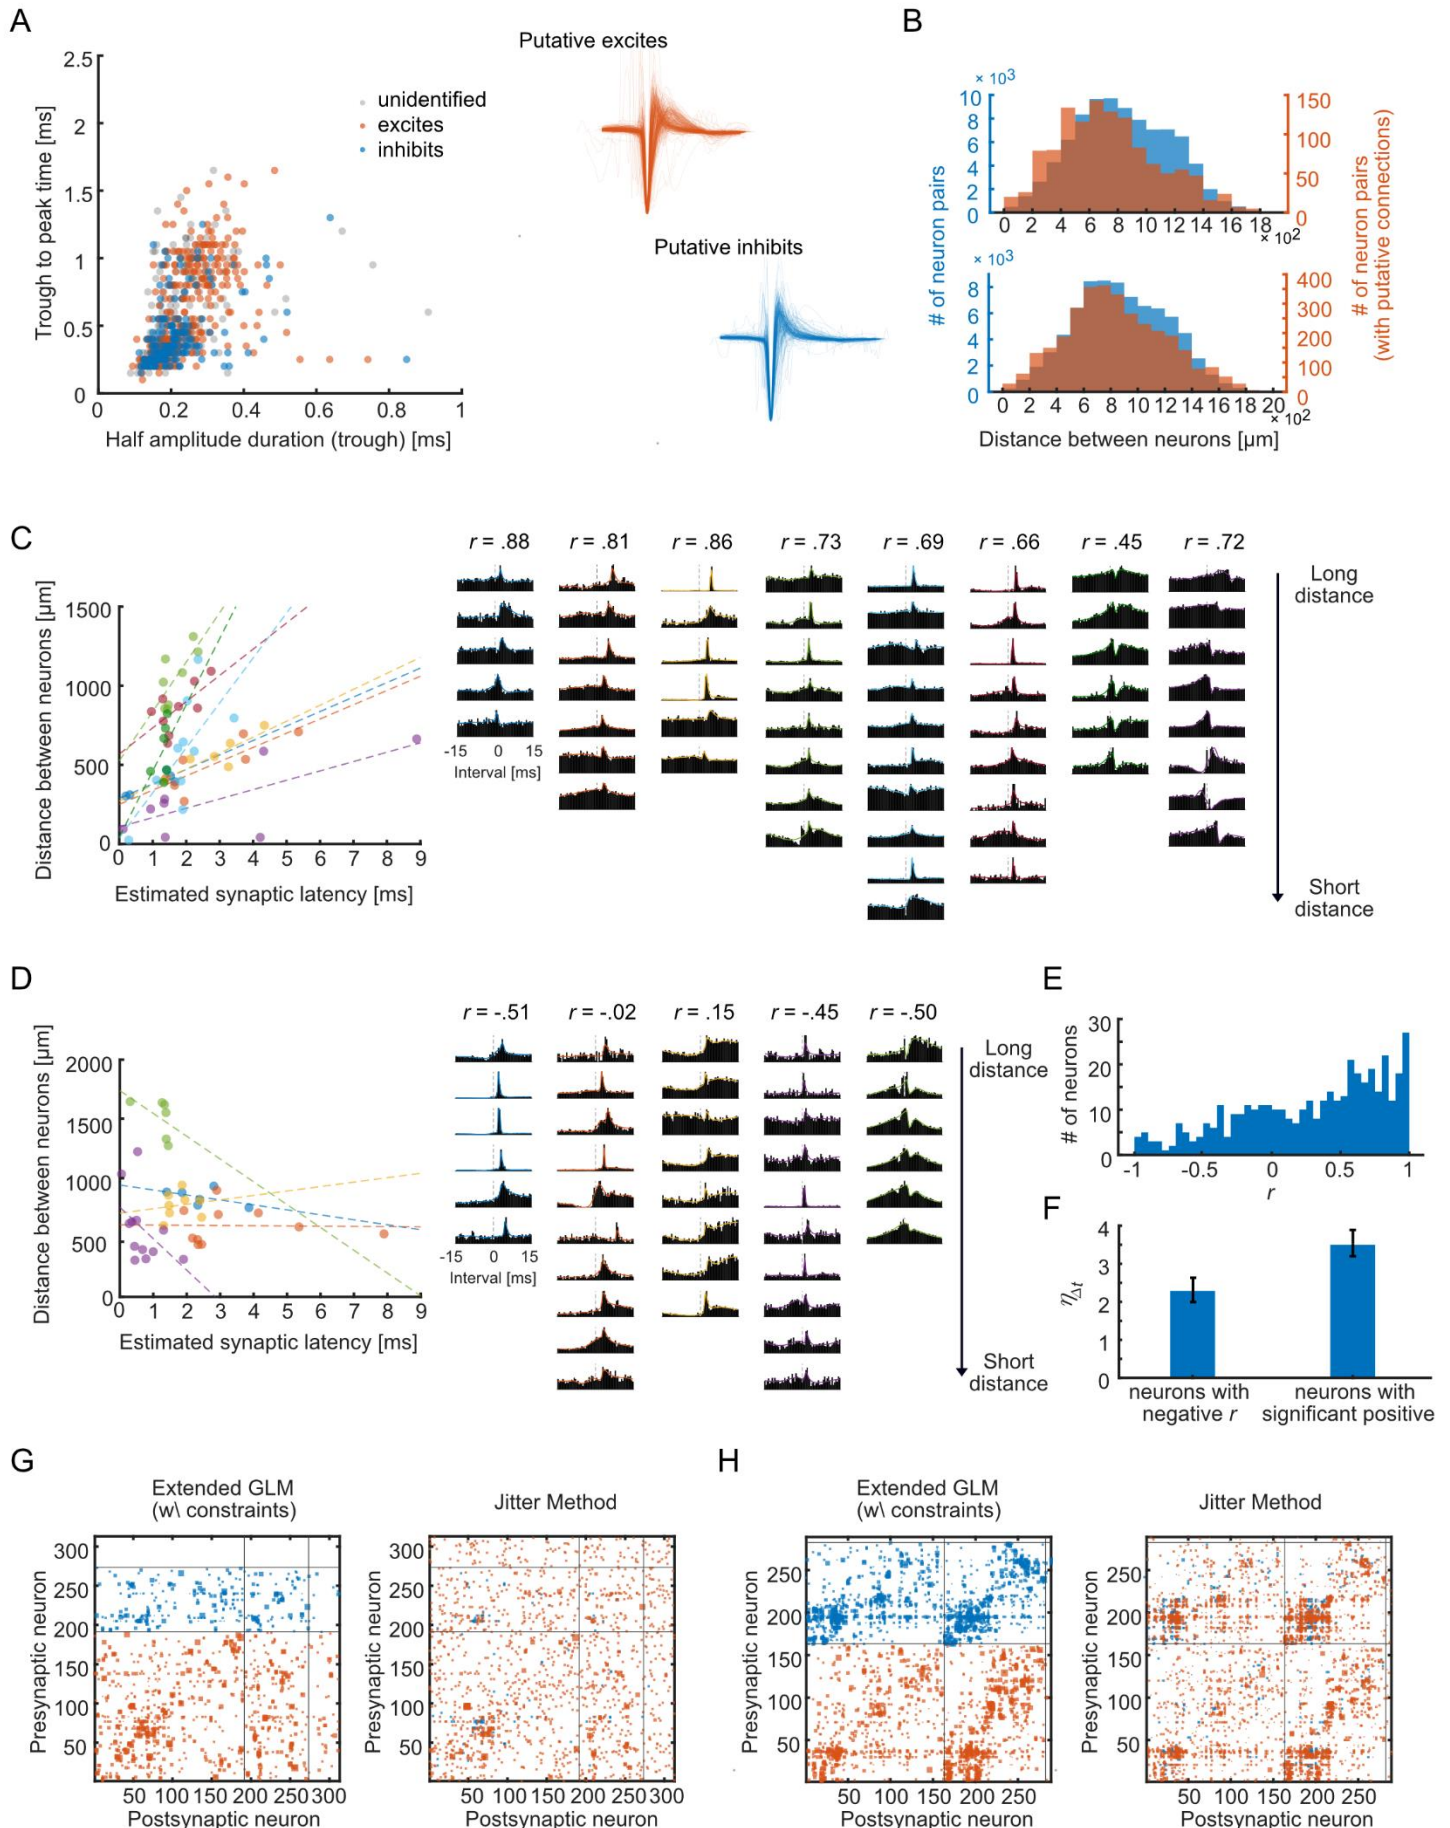 A
Putative excites
2.5
2
1.5
1
0.5
0
Trough to peak time [ms]
unidentified
excites
inhibits
Putative inhibits
0
0.2
0.4
0.6
0.8
1
Half amplitude duration (trough) [ms]
B
× 10³
10
8
6
4
2
0
150
100
50
0
0 2 4 6 8 10 12 14 16 18
× 10²
× 10³
8
6
4
2
0
400
300
200
100
0
0 2 4 6 8 10 12 14 16 18 20
× 10²
# of neuron pairs
# of neuron pairs
(with putative connections)
Distance between neurons [µm]
C
1500
1000
500
0
Distance between neurons [µm]
0 1 2 3 4 5 6 7 8 9
Estimated synaptic latency [ms]
r = .88
r = .81
r = .86
r = .73
r = .69
r = .66
r = .45
r = .72
-15 0 15
Interval [ms]
Long
distance
Short
distance
D
2000
1500
1000
500
0
Distance between neurons [µm]
0 1 2 3 4 5 6 7 8 9
Estimated synaptic latency [ms]
r = -.51
r = -.02
r = .15
r = -.45
r = -.50
-15 0 15
Interval [ms]
Long
distance
Short
distance
E
30
20
10
0
# of neurons
-1 -0.5 0 0.5 1
r
F
4
3
2
1
0
ηΔt
neurons with
negative r
neurons with
significant positive
G
Extended GLM
(w\ constraints)
300
250
200
150
100
50
Presynaptic neuron
50 100 150 200 250 300
Postsynaptic neuron
Jitter Method
300
250
200
150
100
50
Presynaptic neuron
50 100 150 200 250 300
Postsynaptic neuron
H
Extended GLM
(w\ constraints)
250
200
150
100
50
Presynaptic neuron
50 100 150 200 250
Postsynaptic neuron
Jitter Method
250
200
150
100
50
Presynaptic neuron
50 100 150 200 250
Postsynaptic neuron